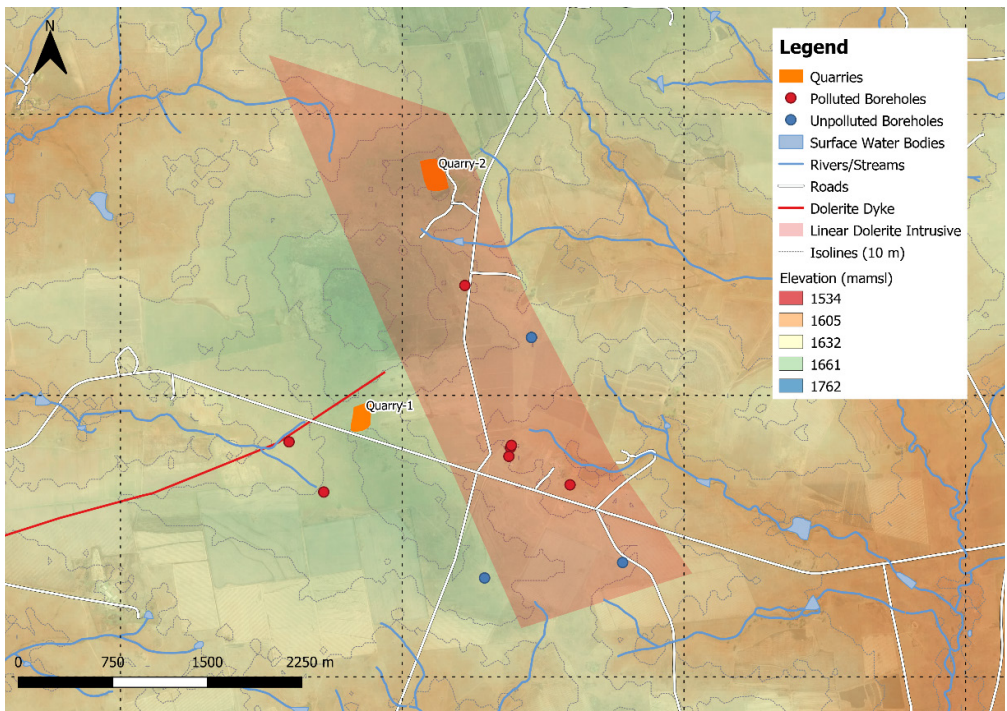 N
Quarry-2
Quarry-1
0 750 1500 2250 m
Legend
Quarries
Polluted Boreholes
Unpolluted Boreholes
Surface Water Bodies
Rivers/Streams
Roads
Dolerite Dyke
Linear Dolerite Intrusive
Isolines (10 m)
Elevation (mamsl)
1534
1605
1632
1661
1762